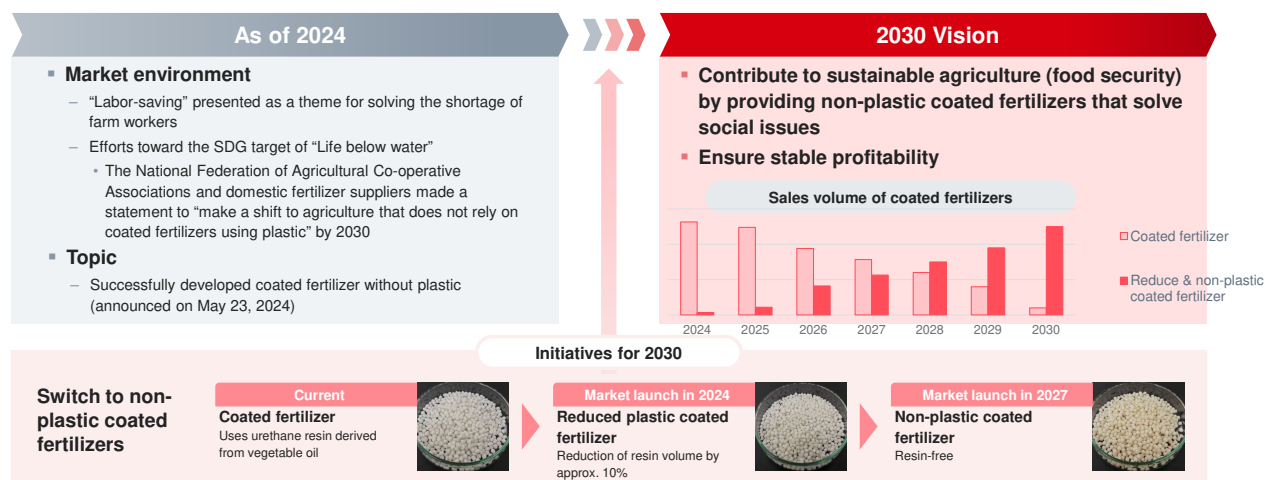 As of 2024
▪ Market environment
– “Labor-saving” presented as a theme for solving the shortage of
farm workers
– Efforts toward the SDG target of “Life below water”
• The National Federation of Agricultural Co-operative
Associations and domestic fertilizer suppliers made a
statement to “make a shift to agriculture that does not rely on
coated fertilizers using plastic” by 2030
▪ Topic
– Successfully developed coated fertilizer without plastic
(announced on May 23, 2024)
2030 Vision
▪ Contribute to sustainable agriculture (food security)
by providing non-plastic coated fertilizers that solve
social issues
▪ Ensure stable profitability
Sales volume of coated fertilizers
Coated fertilizer
Reduce & non-plastic
coated fertilizer
2024 2025 2026 2027 2028 2029 2030
Initiatives for 2030
Switch to non-
plastic coated
fertilizers
Current
Coated fertilizer
Uses urethane resin derived
from vegetable oil
Market launch in 2024
Reduced plastic coated
fertilizer
Reduction of resin volume by
approx. 10%
Market launch in 2027
Non-plastic coated
fertilizer
Resin-free